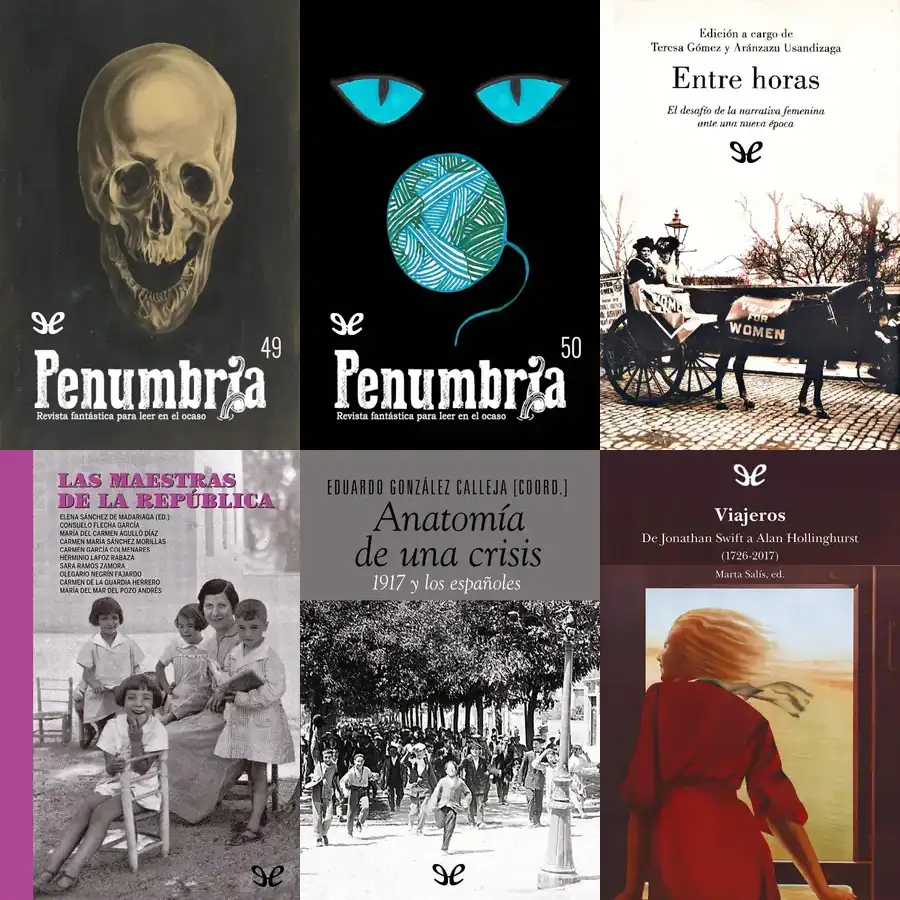 49
Penumbria
Revista fantástica para leer en el ocaso
50
Penumbria
Revista fantástica para leer en el ocaso
Edición a cargo de
Teresa Gómez y Aránzazu Usandizaga
Entre horas
El desafío de la narrativa femenina
ante una nueva época
VOTES
FOR
WOMEN
LAS MAESTRAS
DE LA REPÚBLICA
ELENA SÁNCHEZ DE MADARIAGA (ED.)
CONSUELO FLECHA GARCÍA
MARÍA DEL CARMEN AGULLÓ DÍAZ
CARMEN MARÍA SÁNCHEZ MORILLAS
CARMEN GARCÍA COLMENARES
HERMINIO LAFOZ RABAZA
SARA RAMOS ZAMORA
OLEGARIO NEGRÍN FAJARDO
CARMEN DE LA GUARDIA HERRERO
MARÍA DEL MAR DEL POZO ANDRÉS
EDUARDO GONZÁLEZ CALLEJA [COORD.]
Anatomía
de una crisis
1917 y los españoles
Viajeros
De Jonathan Swift a Alan Hollinghurst
(1726-2017)
Marta Salís, ed.